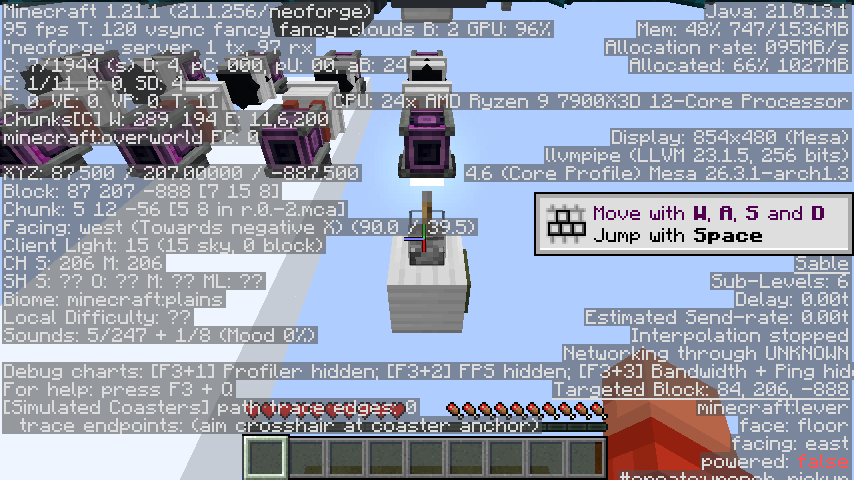 Minecraft 1.21.1 (21.1.256/neoforge)
95 fps T: 120 vsync fancy fancy-clouds B: 2 GPU: 96%
"neoforge" server, 1 tx,
E: 1/11, B: 0, SD: 4
Chunks[C] W: 289, 194 E: 11,6,200
minecraft:overworld FC:
XYZ: 87.500 / 207.00000 / -887.500
Block: 87 207 -888 [7 15 8]
Chunk: 5 12 -56 [5 8 in r.0.-2.mca]
Facing: west (Towards negative X) (90.0 / 39.5)
Client Light: 15 (15 sky, 0 block)
CH S: 206 M: 206
SH S: ?? O: ?? M: ?? ML: ??
Biome: minecraft:plains
Local Difficulty: ??
Sounds: 5/247 + 1/8 (Mood 0%)
Debug charts: [F3+1] Profiler hidden; [F3+2] FPS hidden; [F3+3] Bandwidth + Ping
For help: press F3 + Q
[Simulated Coasters] path trace edges: 0
trace endpoints: (aim crosshair at coaster anchor)
Java: 21.0.13.1
Mem: 48% 747/1536MB
Allocation rate: 095MB/s
Allocated: 66% 1027MB
CPU: 24x AMD Ryzen 9 7900X3D 12-Core Processor
Display: 854x480 (Mesa)
llvmpipe (LLVM 23.1.5, 256 bits)
4.6 (Core Profile) Mesa 26.3.1-arch1.3
Move with W, A, S and D
Jump with Space
Sable
Sub-Levels: 6
Delay: 0.00t
Estimated Send-rate: 0.00t
Interpolation stopped
Networking through UNKNOWN
Targeted Block: 84, 206, -888
minecraft:lever
face: floor
facing: east
powered: false
#create:wrench_pickup